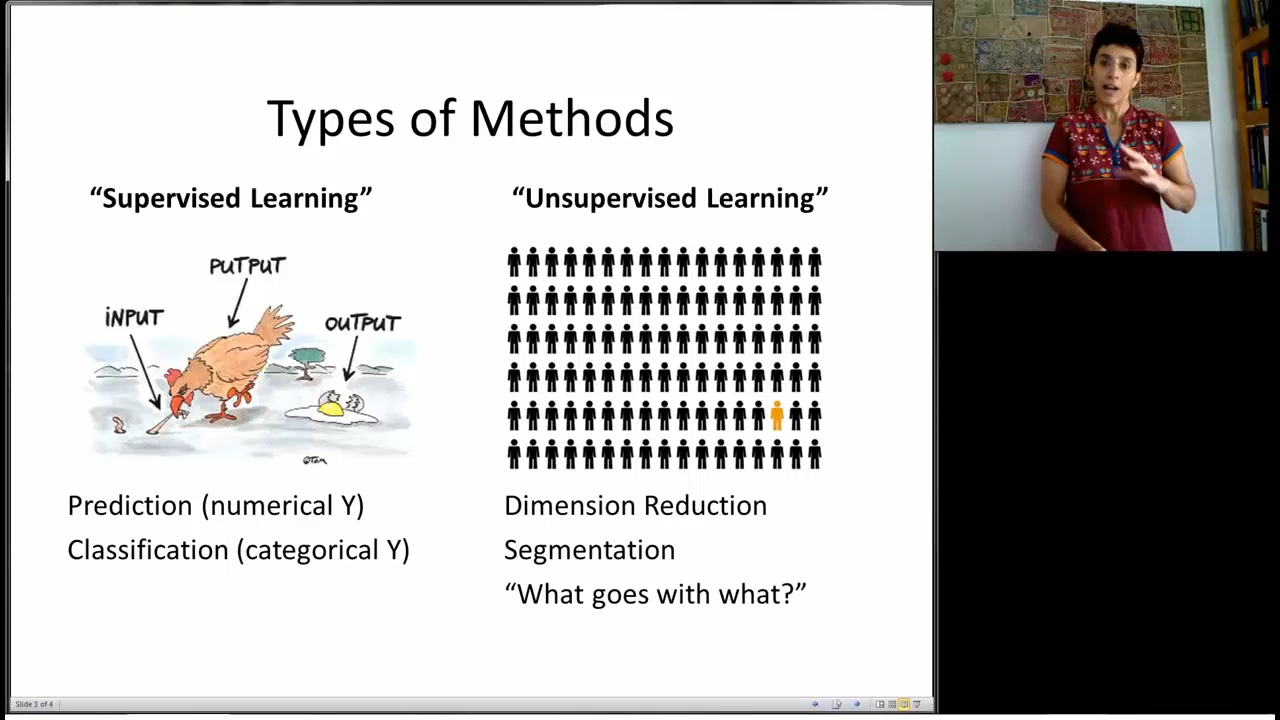 Types of Methods
“Supervised Learning”
“Unsupervised Learning”
PUTPUT
INPUT
OUTPUT
©Tom
Prediction (numerical Y)
Classification (categorical Y)
Dimension Reduction
Segmentation
“What goes with what?”
Slide 3 of 4